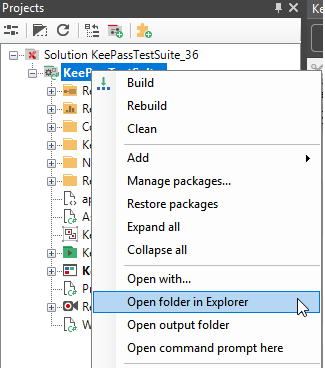 Projects
Ke
Solution KeePassTestSuite_36
KeePassTestSuite
Re
Build
Re
Rebuild
Co
Clean
Ke
N
Add
Re
Manage packages...
ap
Restore packages
A
Expand all
Ke
Collapse all
Ke
K
Open with...
Pr
Open folder in Explorer
Re
Open output folder
W
Open command prompt here